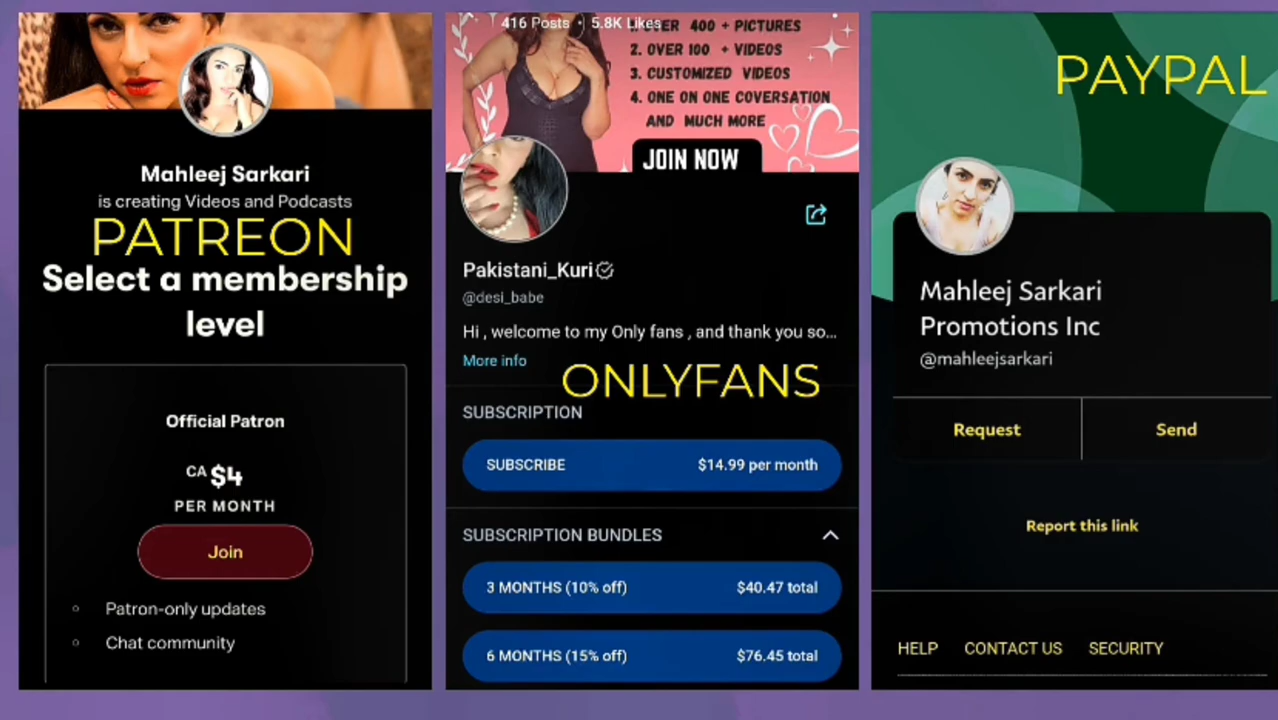 Mahleej Sarkari
is creating Videos and Podcasts
PATREON
Select a membership
level
Official Patron
CA $4
PER MONTH
Join
Patron-only updates
Chat community
416 Posts · 5.8K Likes
1. OVER 400 + PICTURES
2. OVER 100 + VIDEOS
3. CUSTOMIZED VIDEOS
4. ONE ON ONE COVERSATION
AND MUCH MORE
JOIN NOW
Pakistani_Kuri
@desi_babe
Hi , welcome to my Only fans , and thank you so...
More info
ONLYFANS
SUBSCRIPTION
SUBSCRIBE $14.99 per month
SUBSCRIPTION BUNDLES
3 MONTHS (10% off) $40.47 total
6 MONTHS (15% off) $76.45 total
PAYPAL
Mahleej Sarkari
Promotions Inc
@mahleejsarkari
Request Send
Report this link
HELP CONTACT US SECURITY